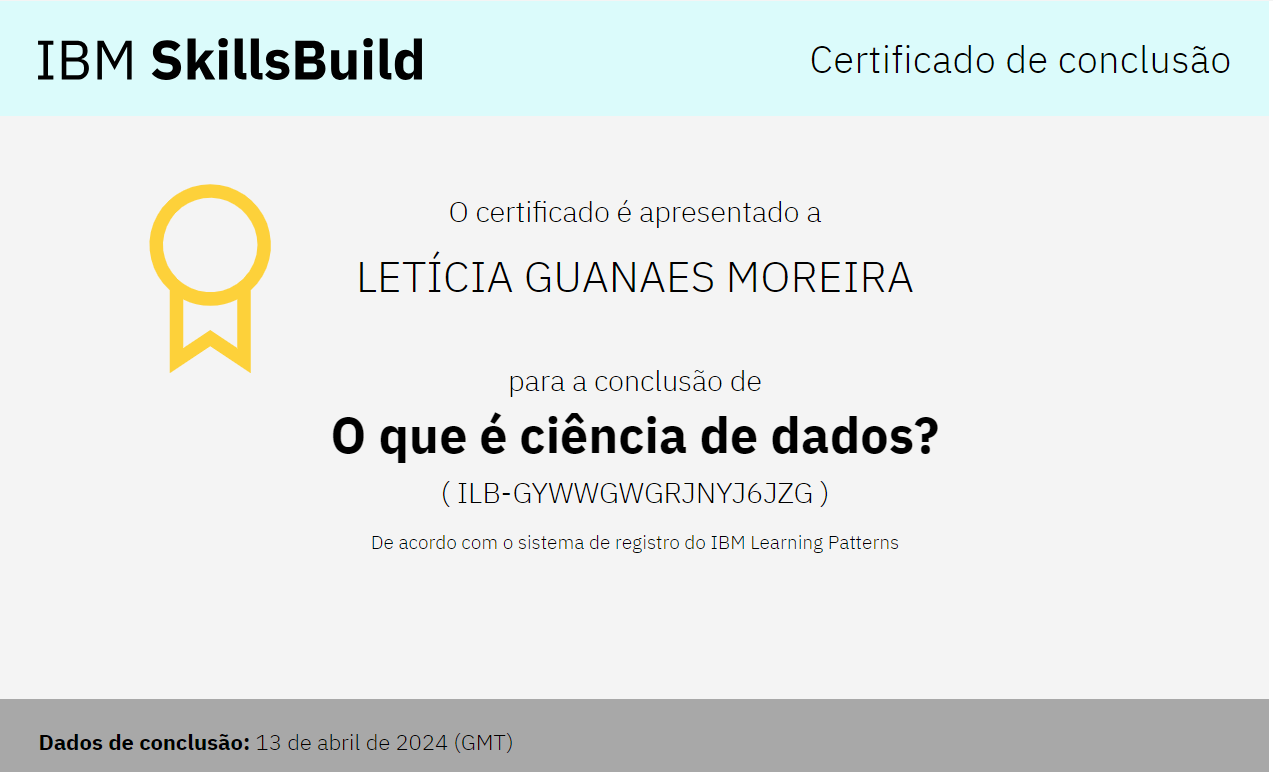 IBM SkillsBuild
Certificado de conclusão
O certificado é apresentado a
LETÍCIA GUANAES MOREIRA
para a conclusão de
O que é ciência de dados?
( ILB-GYWWGWGRJNYJ6JZG )
De acordo com o sistema de registro do IBM Learning Patterns
Dados de conclusão: 13 de abril de 2024 (GMT)